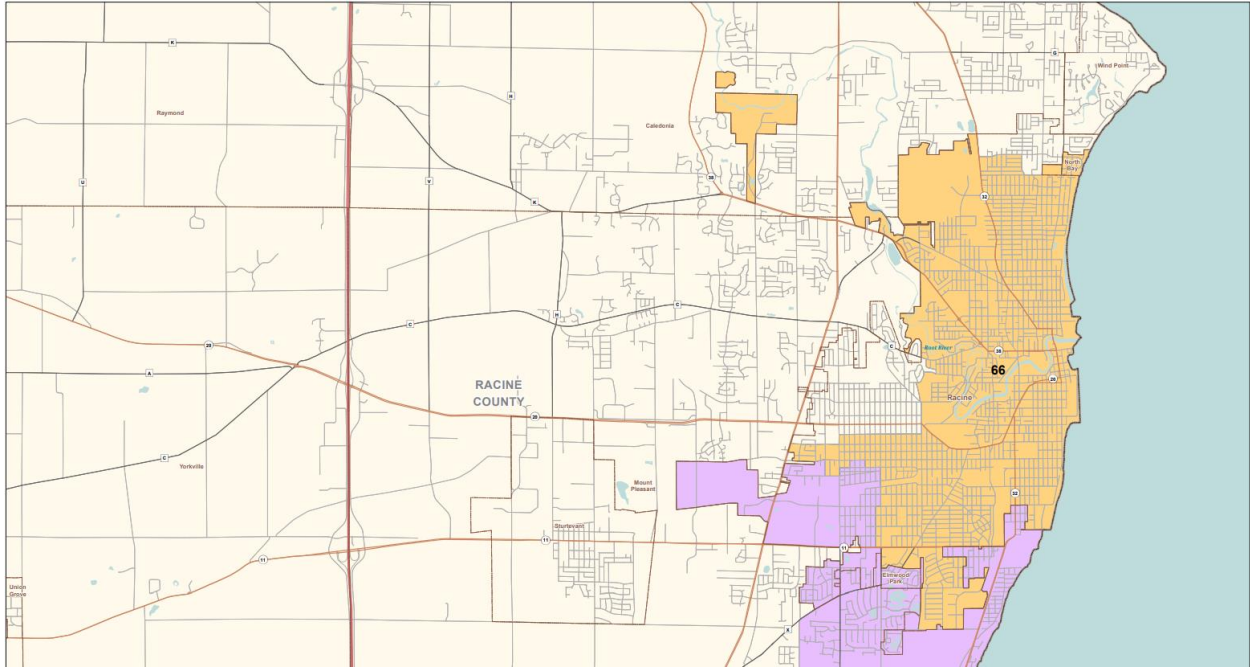 K
G
Wind Point
Raymond
H
Caledonia
North
Bay
U
V
38
K
32
H
C
C
20
A
C
Root River
38
66
20
RACINE
COUNTY
Racine
20
C
Yorkville
Mount
Pleasant
32
Sturtevant
11
11
11
Elmwood
Park
Union
Grove
X